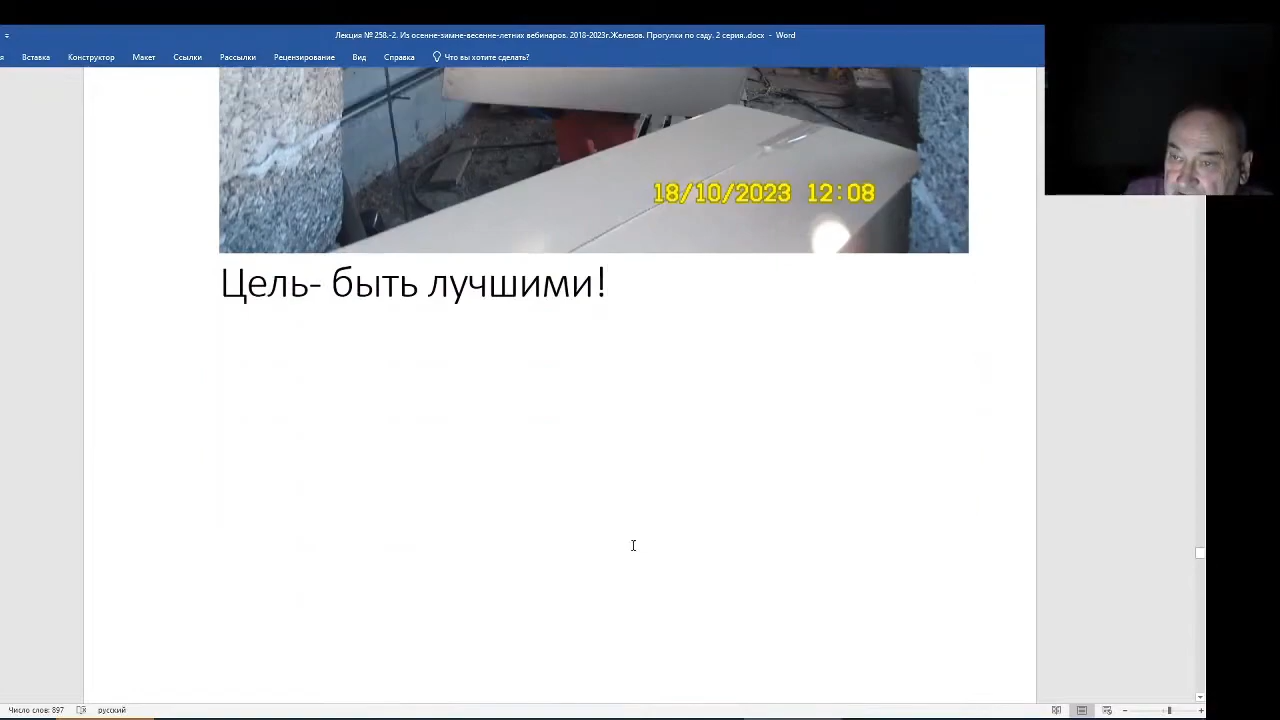 Лекция № 258.-2. Из осенне-зимне-весенне-летних вебинаров. 2018-2023г.Железов. Прогулки по саду. 2 серия..docx - Word
я Вставка Конструктор Макет Ссылки Рассылки Рецензирование Вид Справка Что вы хотите сделать?
18/10/2023 12:08
Цель- быть лучшими!
Число слов: 897 русский